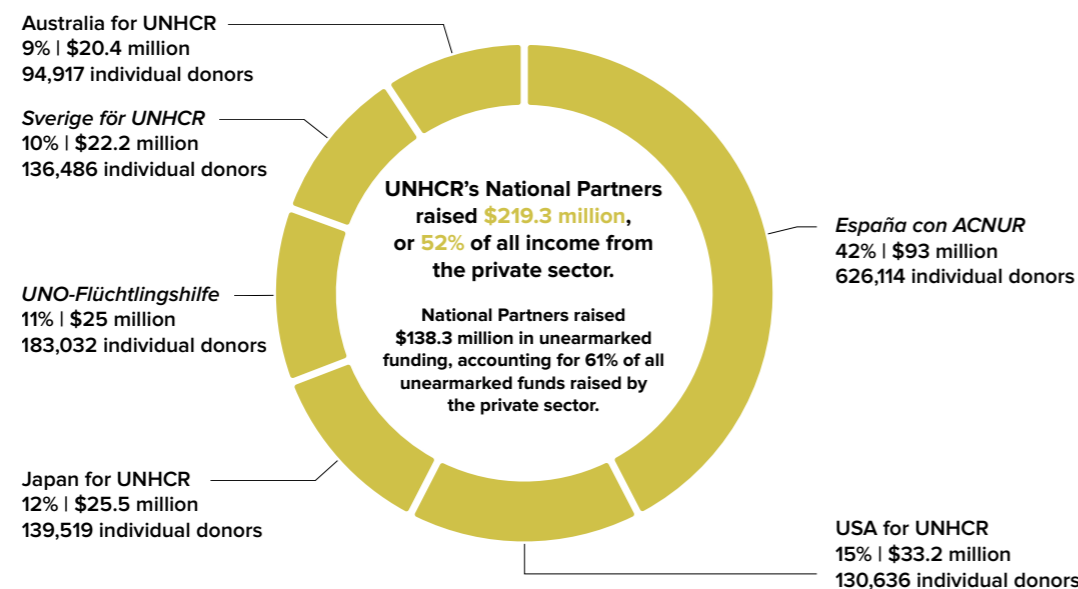 Australia for UNHCR
9% | $20.4 million
94,917 individual donors
Sverige för UNHCR
10% | $22.2 million
136,486 individual donors
UNO-Flüchtlingshilfe
11% | $25 million
183,032 individual donors
Japan for UNHCR
12% | $25.5 million
139,519 individual donors
UNHCR’s National Partners
raised $219.3 million,
or 52% of all income from
the private sector.
National Partners raised
$138.3 million in unearmarked
funding, accounting for 61% of all
unearmarked funds raised by
the private sector.
España con ACNUR
42% | $93 million
626,114 individual donors
USA for UNHCR
15% | $33.2 million
130,636 individual donors